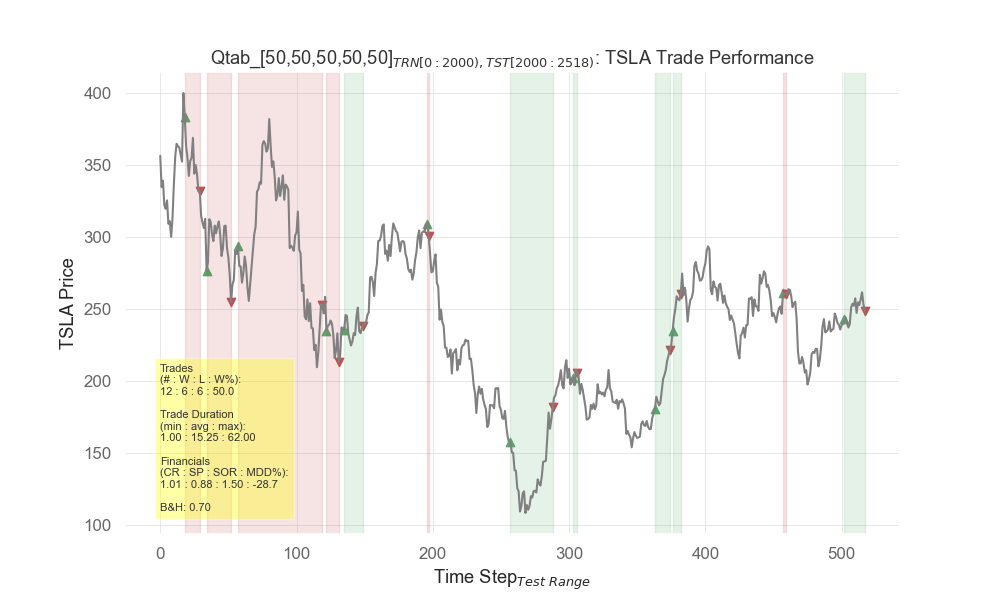 Qtab_[50,50,50,50,50]TRN[0 : 2000), TST[2000 : 2518): TSLA Trade Performance
TSLA Price
400
350
300
250
200
150
100
Trades
(# : W : L : W%):
12 : 6 : 6 : 50.0
Trade Duration
(min : avg : max):
1.00 : 15.25 : 62.00
Financials
(CR : SP : SOR : MDD%):
1.01 : 0.88 : 1.50 : -28.7
B&H: 0.70
0 100 200 300 400 500
Time StepTest Range